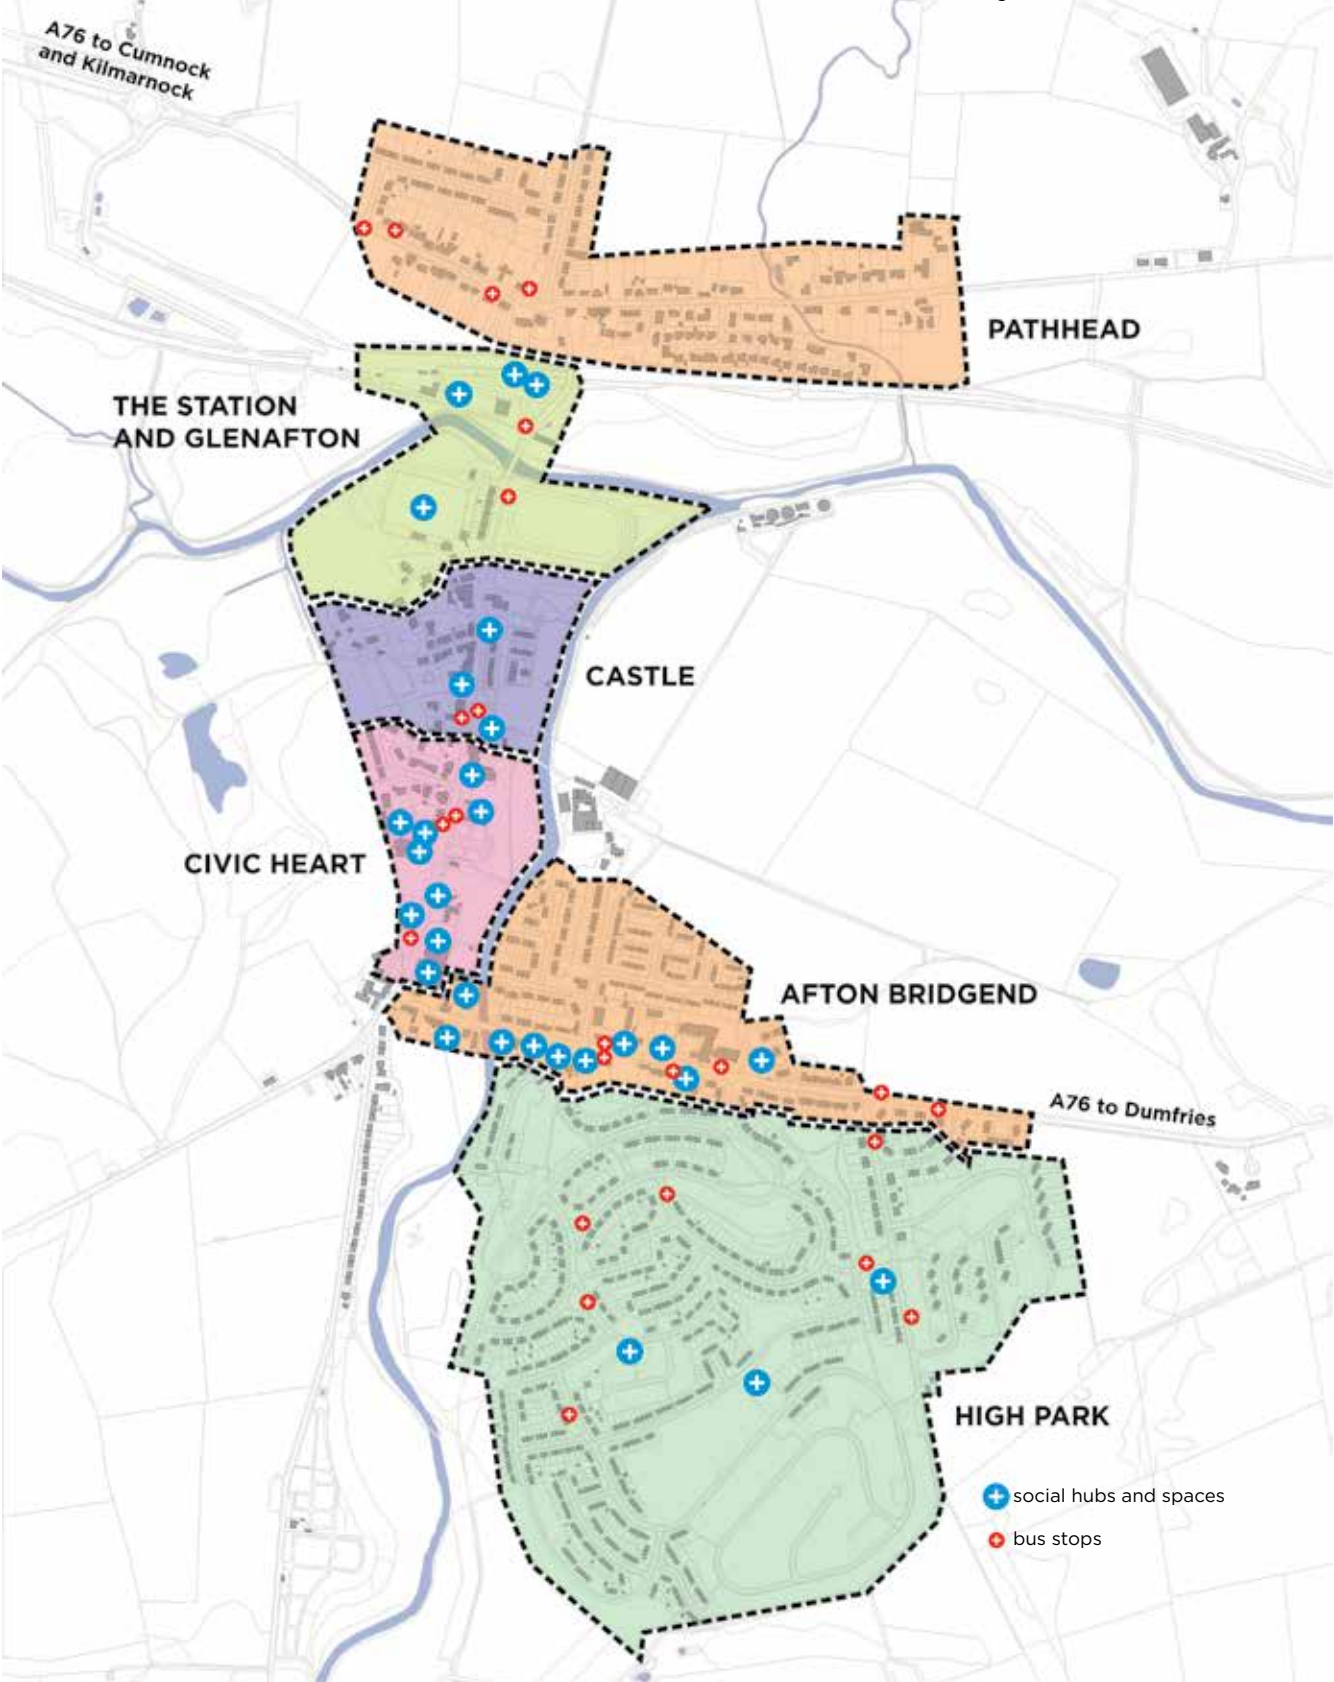 A76 to Cumnock
and Kilmarnock
PATHHEAD
THE STATION
AND GLENAFTON
CASTLE
CIVIC HEART
AFTON BRIDGEND
A76 to Dumfries
HIGH PARK
social hubs and spaces
bus stops